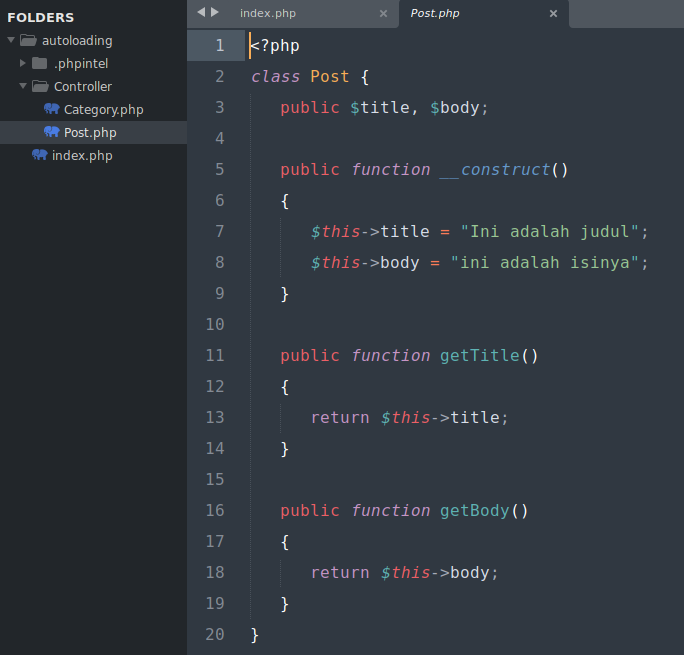 FOLDERS
autoloading
.phpintel
Controller
Category.php
Post.php
index.php
index.php × Post.php ×
1 <?php
2 class Post {
3 public $title, $body;
4
5 public function __construct()
6 {
7 $this->title = "Ini adalah judul";
8 $this->body = "ini adalah isinya";
9 }
10
11 public function getTitle()
12 {
13 return $this->title;
14 }
15
16 public function getBody()
17 {
18 return $this->body;
19 }
20 }